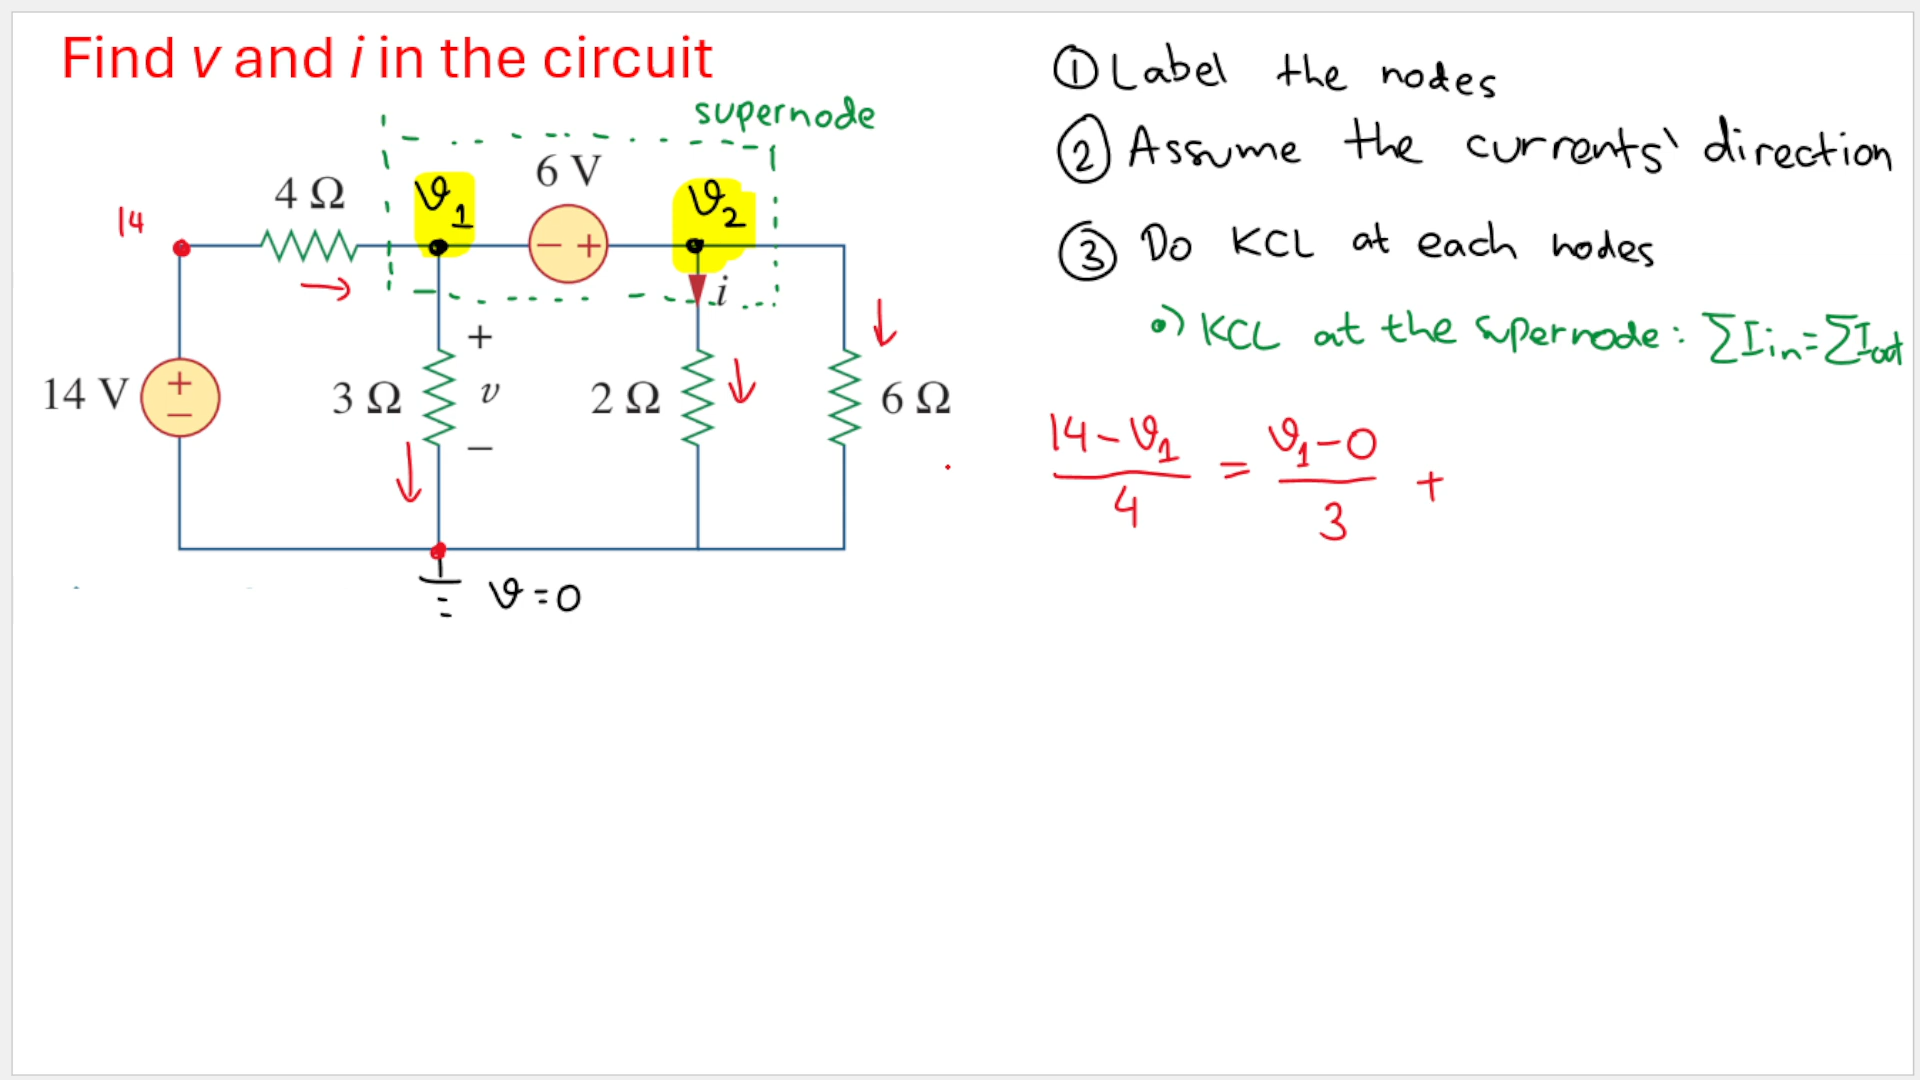 Find v and i in the circuit
supernode
6 V
4 Ω
v1
v2
14
i
+
14 V
+
−
3 Ω
v
−
2 Ω
6 Ω
− +
v = 0
① Label the nodes
② Assume the currents' direction
③ Do KCL at each nodes
•) KCL at the supernode: ΣIin = ΣIout
14 − v1 / 4 = v1 − 0 / 3 +